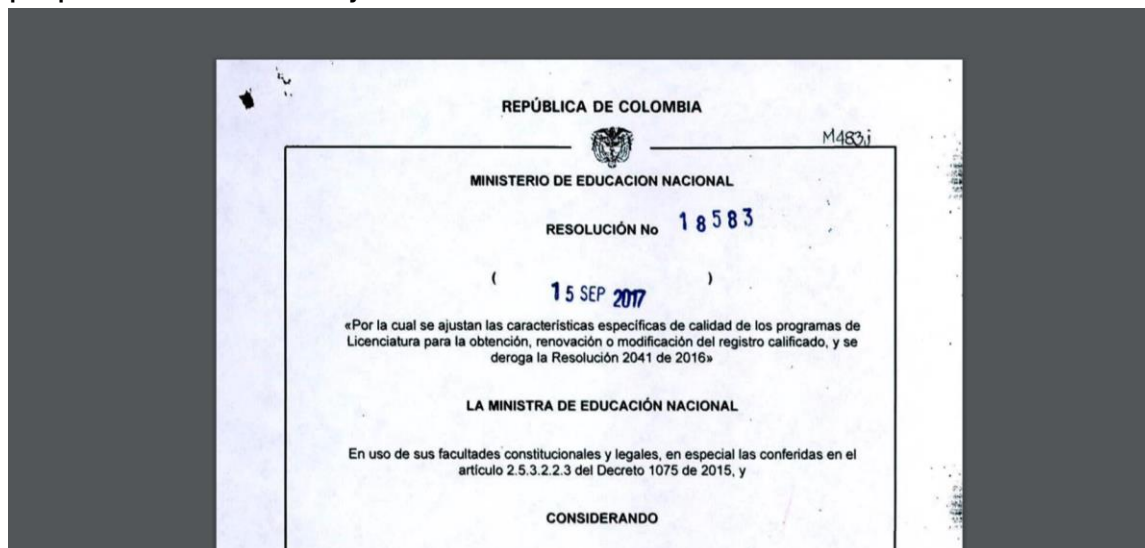 REPÚBLICA DE COLOMBIA
M483j
MINISTERIO DE EDUCACION NACIONAL
RESOLUCIÓN No 18583
( 15 SEP 2017 )
«Por la cual se ajustan las características específicas de calidad de los programas de
Licenciatura para la obtención, renovación o modificación del registro calificado, y se
deroga la Resolución 2041 de 2016»
LA MINISTRA DE EDUCACIÓN NACIONAL
En uso de sus facultades constitucionales y legales, en especial las conferidas en el
artículo 2.5.3.2.2.3 del Decreto 1075 de 2015, y
CONSIDERANDO